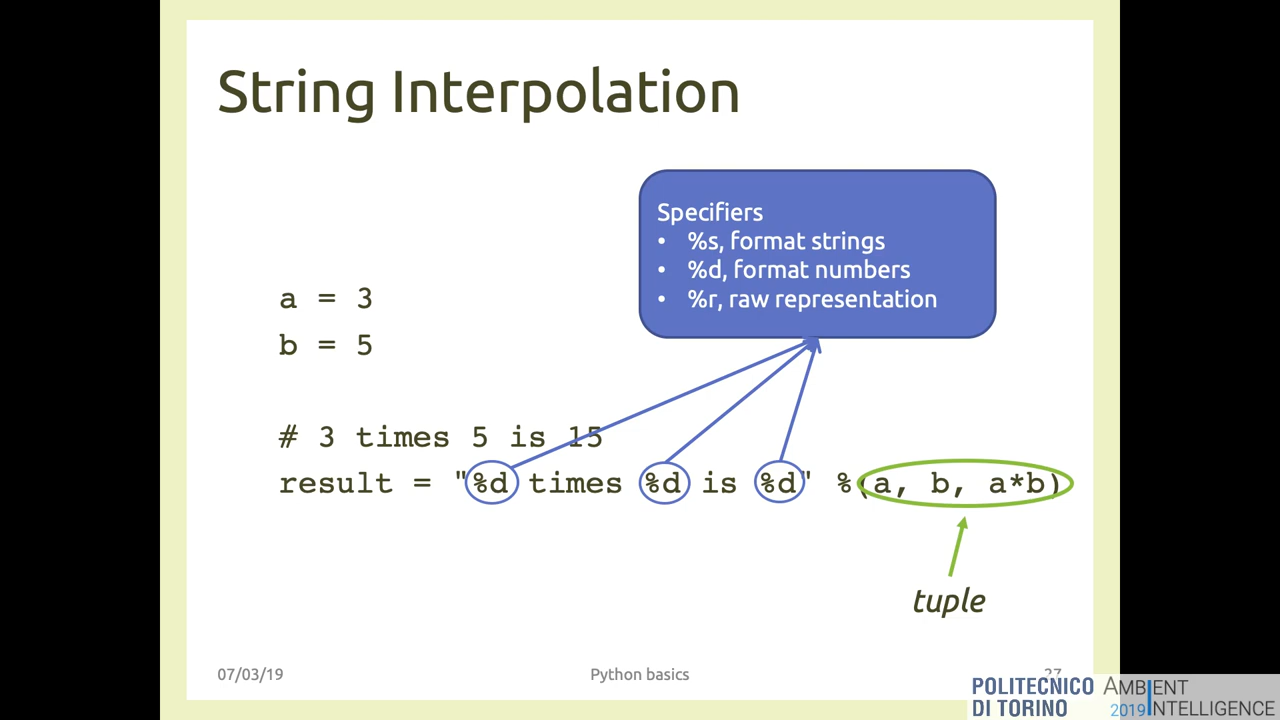 String Interpolation
Specifiers
• %s, format strings
• %d, format numbers
• %r, raw representation
a = 3
b = 5
# 3 times 5 is 15
result = "%d times %d is %d" %(a, b, a*b)
tuple
07/03/19
Python basics
27
POLITECNICO
DI TORINO
AMBIENT
2019 INTELLIGENCE